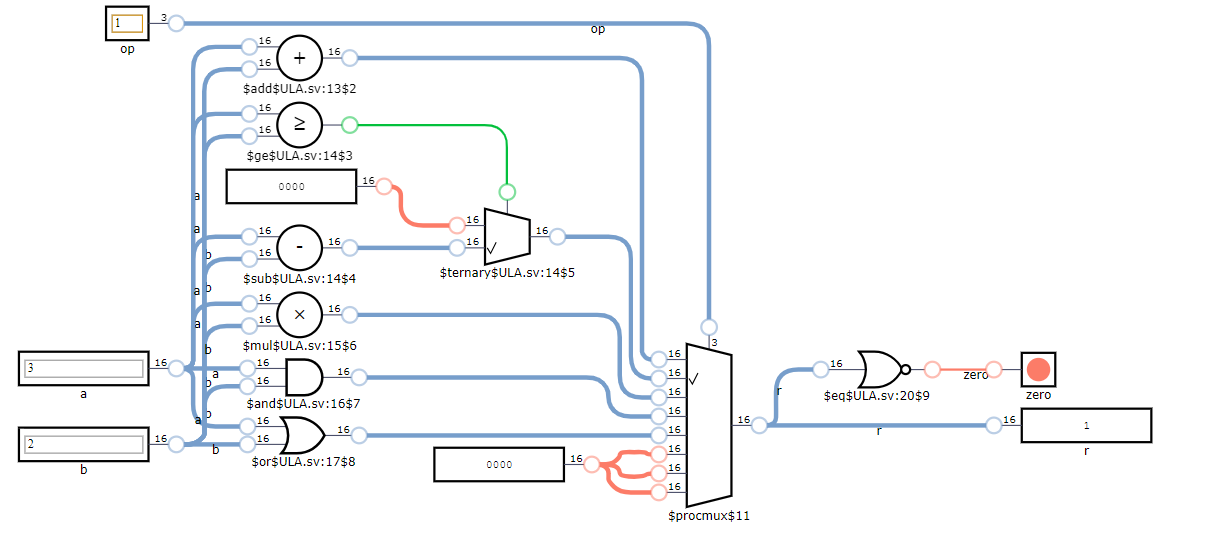 1
3
op
op
16
16
+
16
$add$ULA.sv:13$2
16
16
≥
$ge$ULA.sv:14$3
0000
16
a
16
16
✓
16
$ternary$ULA.sv:14$5
a
b
16
16
-
16
$sub$ULA.sv:14$4
a
b
16
16
×
16
$mul$ULA.sv:15$6
a
b
3
16
a
a
b
16
16
16
$and$ULA.sv:16$7
2
16
b
b
a
b
16
16
16
$or$ULA.sv:17$8
0000
16
3
16
16
✓
16
16
16
16
16
16
16
$procmux$11
r
16
$eq$ULA.sv:20$9
zero
zero
r
16
1
r